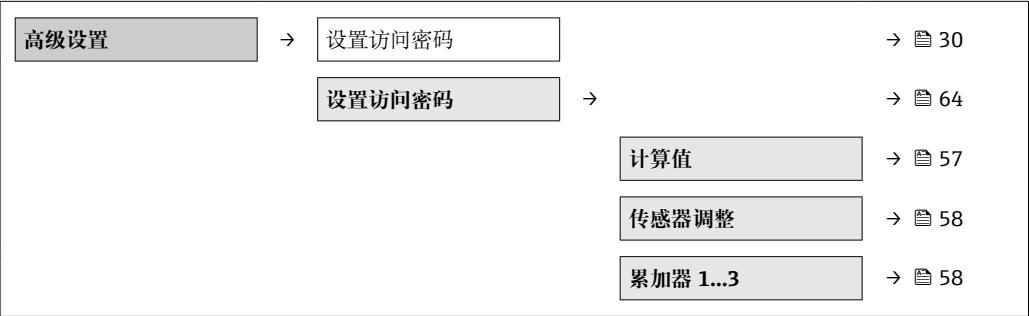 高级设置 → 设置访问密码 → 30
设置访问密码 → → 64
计算值 → 57
传感器调整 → 58
累加器 1...3 → 58